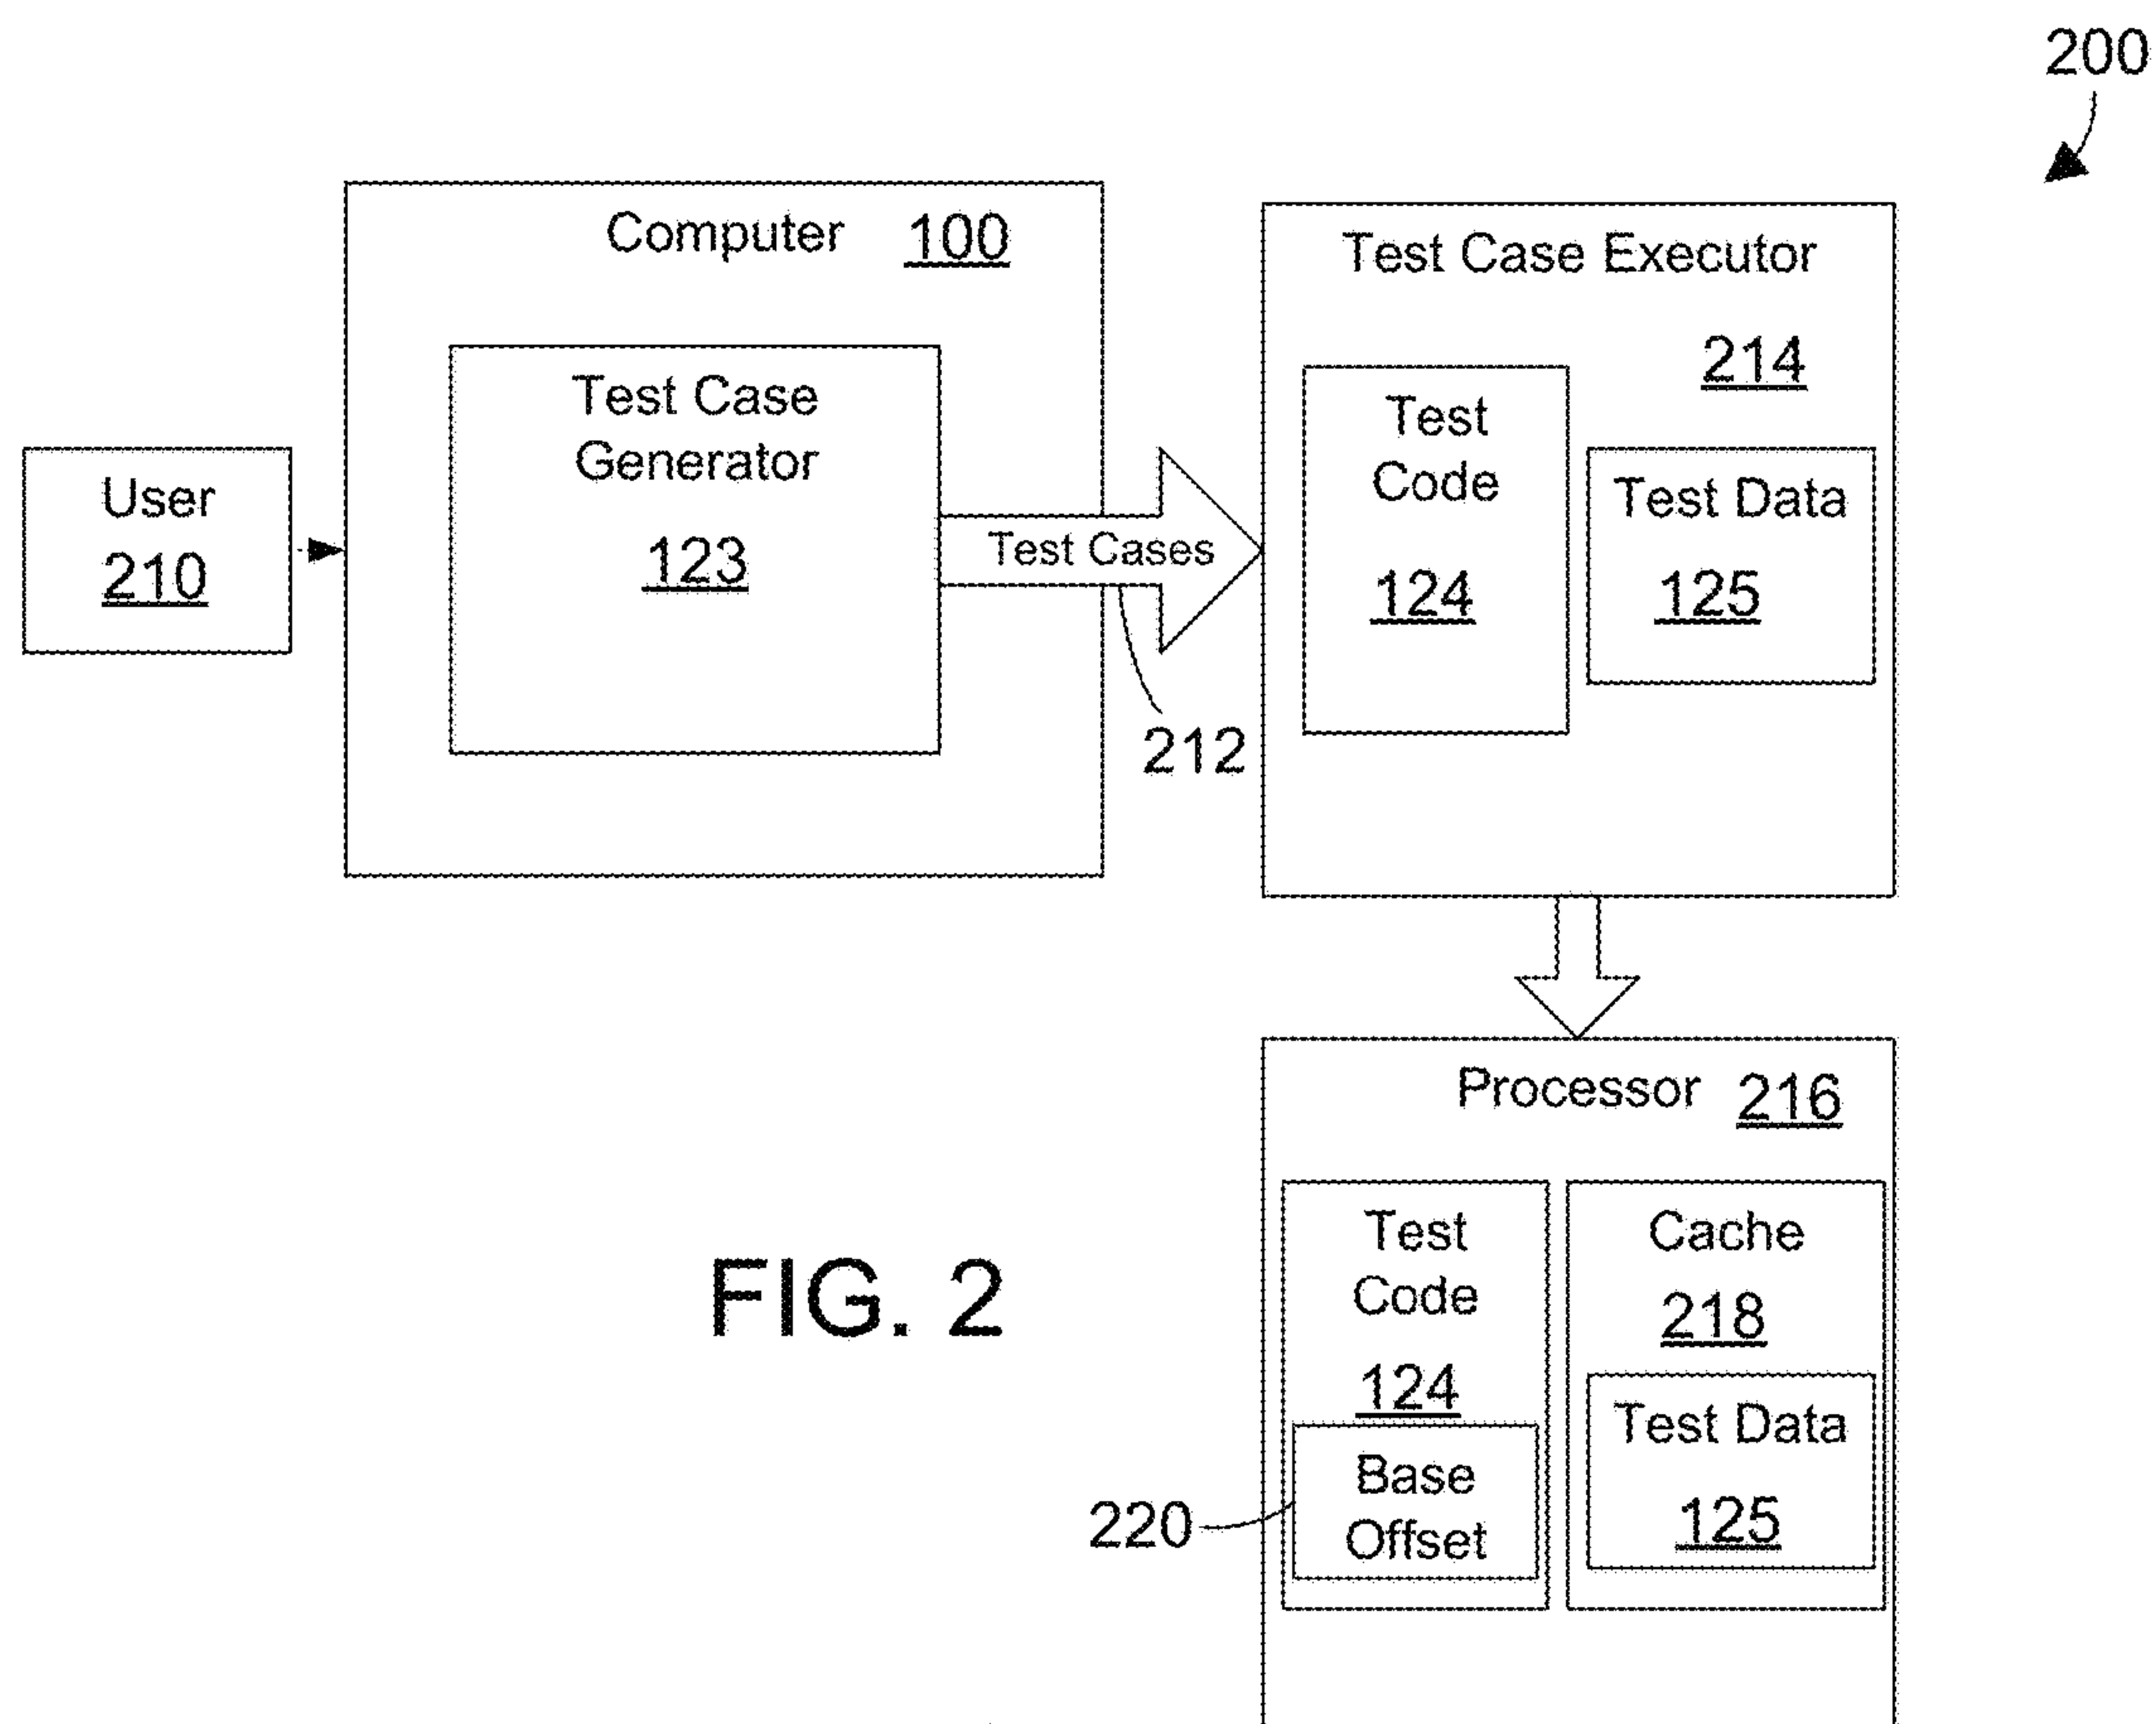 200
Computer 100
Test Case Executor
214
Test Case
Generator
123
User
210
Test Cases
212
Test
Code
124
Test Data
125
Processor 216
Test
Code
124
Base
Offset
220
Cache
218
Test Data
125
FIG. 2